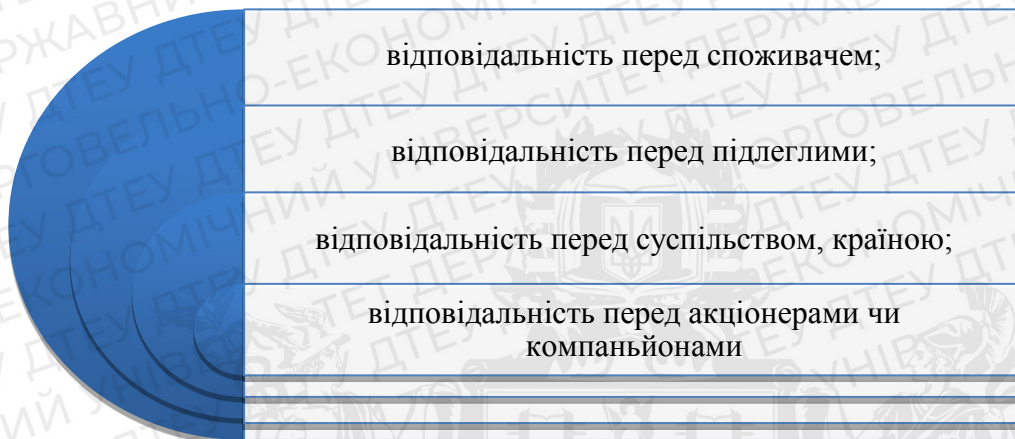 відповідальність перед споживачем;
відповідальність перед підлеглими;
відповідальність перед суспільством, країною;
відповідальність перед акціонерами чи
компаньйонами